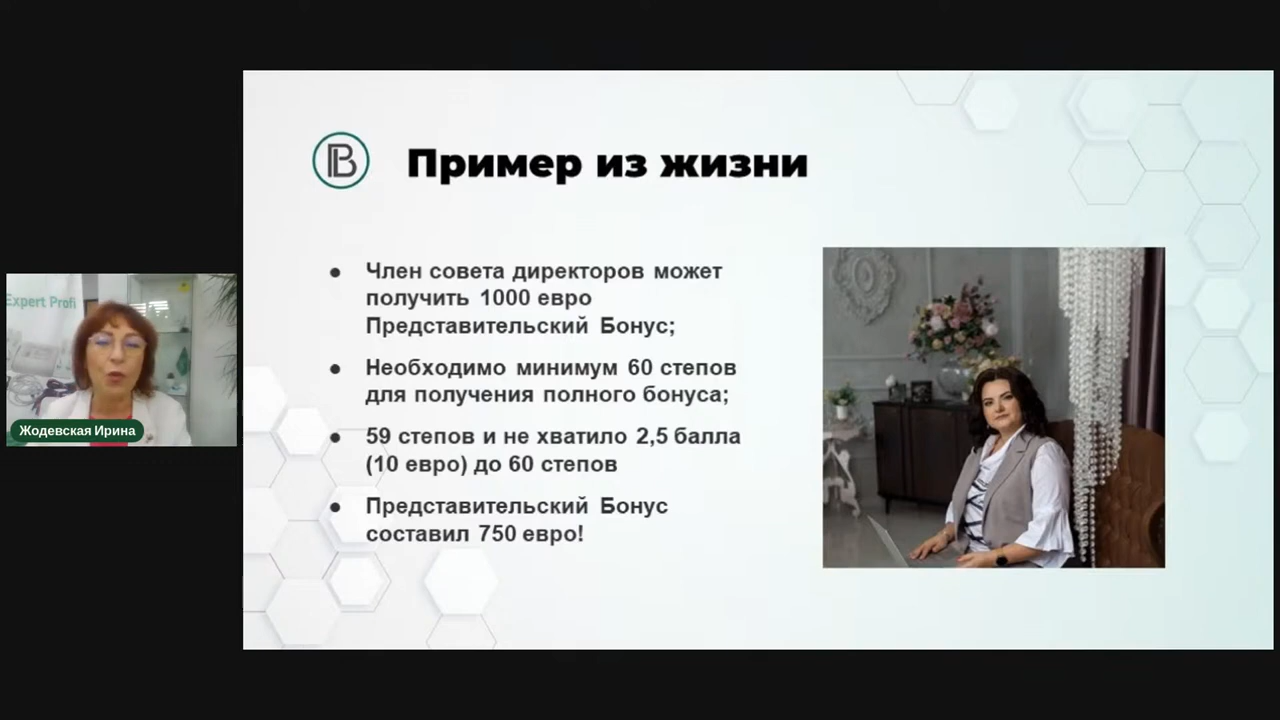 Пример из жизни
Член совета директоров может
получить 1000 евро
Представительский Бонус;
Необходимо минимум 60 степов
для получения полного бонуса;
59 степов и не хватило 2,5 балла
(10 евро) до 60 степов
Представительский Бонус
составил 750 евро!
Expert Profi
Жодевская Ирина